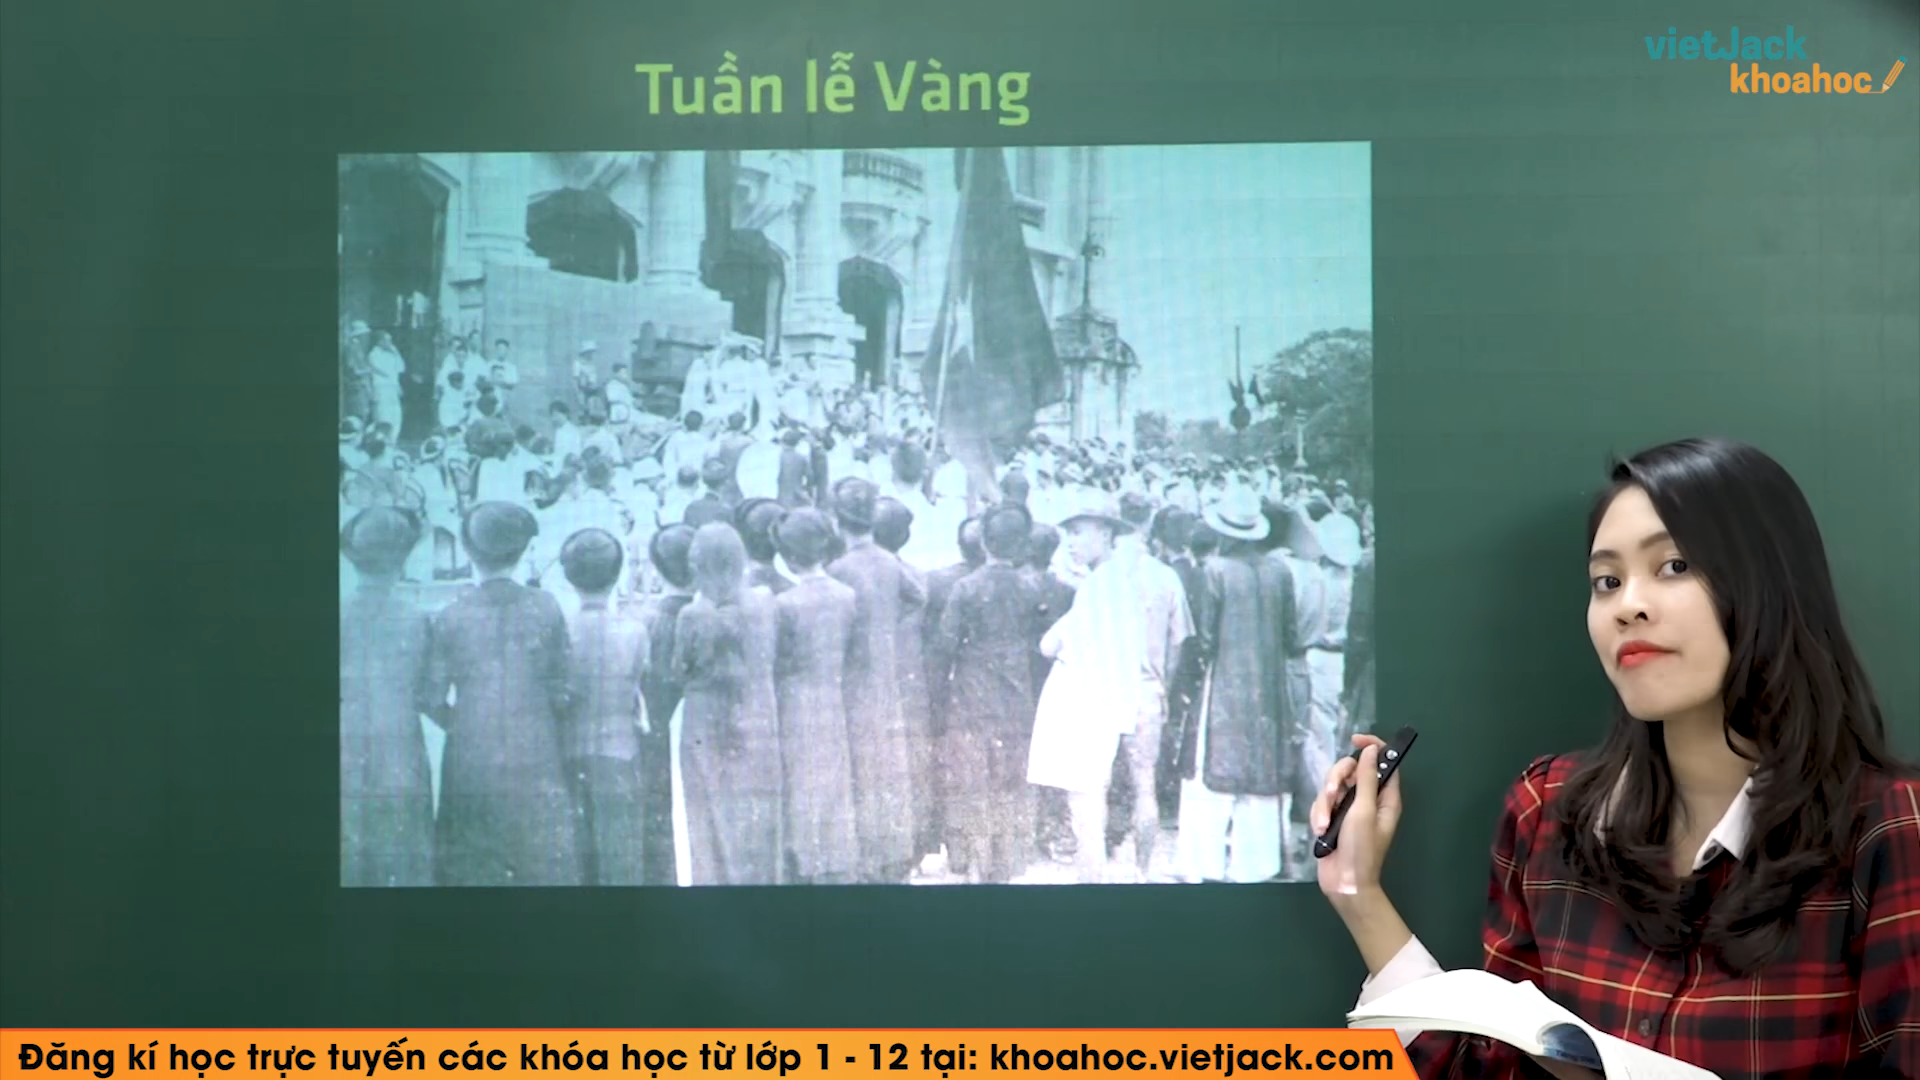 Tuần lễ Vàng
vietJack
khoahoc
Đăng kí học trực tuyến các khóa học từ lớp 1 - 12 tại: khoahoc.vietjack.com